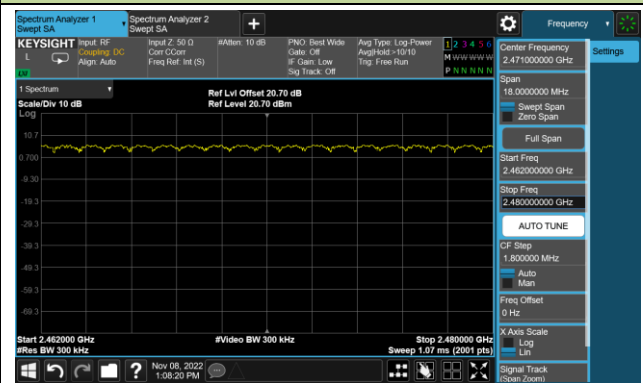 Spectrum Analyzer 1
Swept SA
Spectrum Analyzer 2
Swept SA
+
Frequency
KEYSIGHT
L
LXI
Input: RF
Coupling: DC
Align: Auto
Input Z: 50 Ω
Corr CCorr
Freq Ref: Int (S)
#Atten: 10 dB
PNO: Best Wide
Gate: Off
IF Gain: Low
Sig Track: Off
Avg Type: Log-Power
Avg|Hold:>10/10
Trig: Free Run
1 2 3 4 5 6
M W W W W W
P N N N N N
1 Spectrum
Scale/Div 10 dB
Log
Ref Lvl Offset 20.70 dB
Ref Level 20.70 dBm
10.7
0.700
-9.30
-19.3
-29.3
-39.3
-49.3
-59.3
-69.3
Start 2.462000 GHz
#Res BW 300 kHz
#Video BW 300 kHz
Stop 2.480000 GHz
Sweep 1.07 ms (2001 pts)
Center Frequency
2.471000000 GHz
Settings
Span
18.0000000 MHz
Swept Span
Zero Span
Full Span
Start Freq
2.462000000 GHz
Stop Freq
2.480000000 GHz
AUTO TUNE
CF Step
1.800000 MHz
Auto
Man
Freq Offset
0 Hz
X Axis Scale
Log
Lin
Signal Track
(Span Zoom)
?
Nov 08, 2022
1:08:20 PM